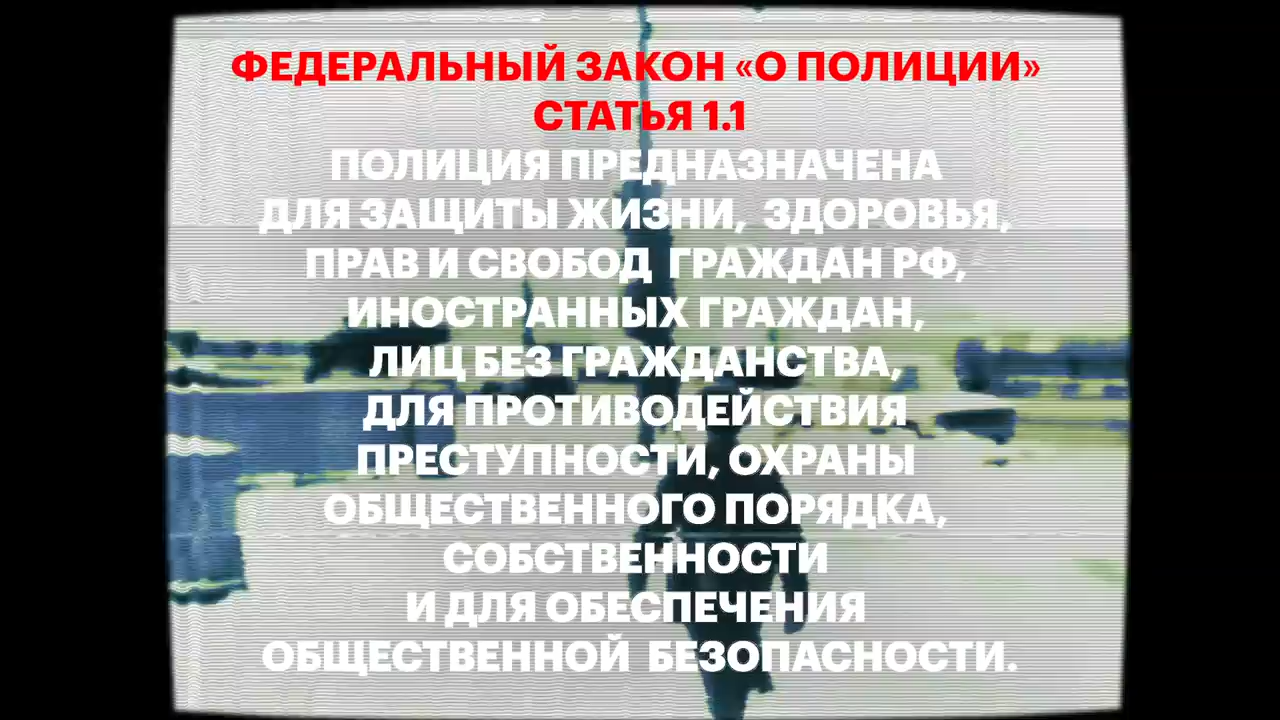 ФЕДЕРАЛЬНЫЙ ЗАКОН «О ПОЛИЦИИ»
СТАТЬЯ 1.1
ПОЛИЦИЯ ПРЕДНАЗНАЧЕНА
ДЛЯ ЗАЩИТЫ ЖИЗНИ, ЗДОРОВЬЯ,
ПРАВ И СВОБОД ГРАЖДАН РФ,
ИНОСТРАННЫХ ГРАЖДАН,
ЛИЦ БЕЗ ГРАЖДАНСТВА,
ДЛЯ ПРОТИВОДЕЙСТВИЯ
ПРЕСТУПНОСТИ, ОХРАНЫ
ОБЩЕСТВЕННОГО ПОРЯДКА,
СОБСТВЕННОСТИ
И ДЛЯ ОБЕСПЕЧЕНИЯ
ОБЩЕСТВЕННОЙ БЕЗОПАСНОСТИ.